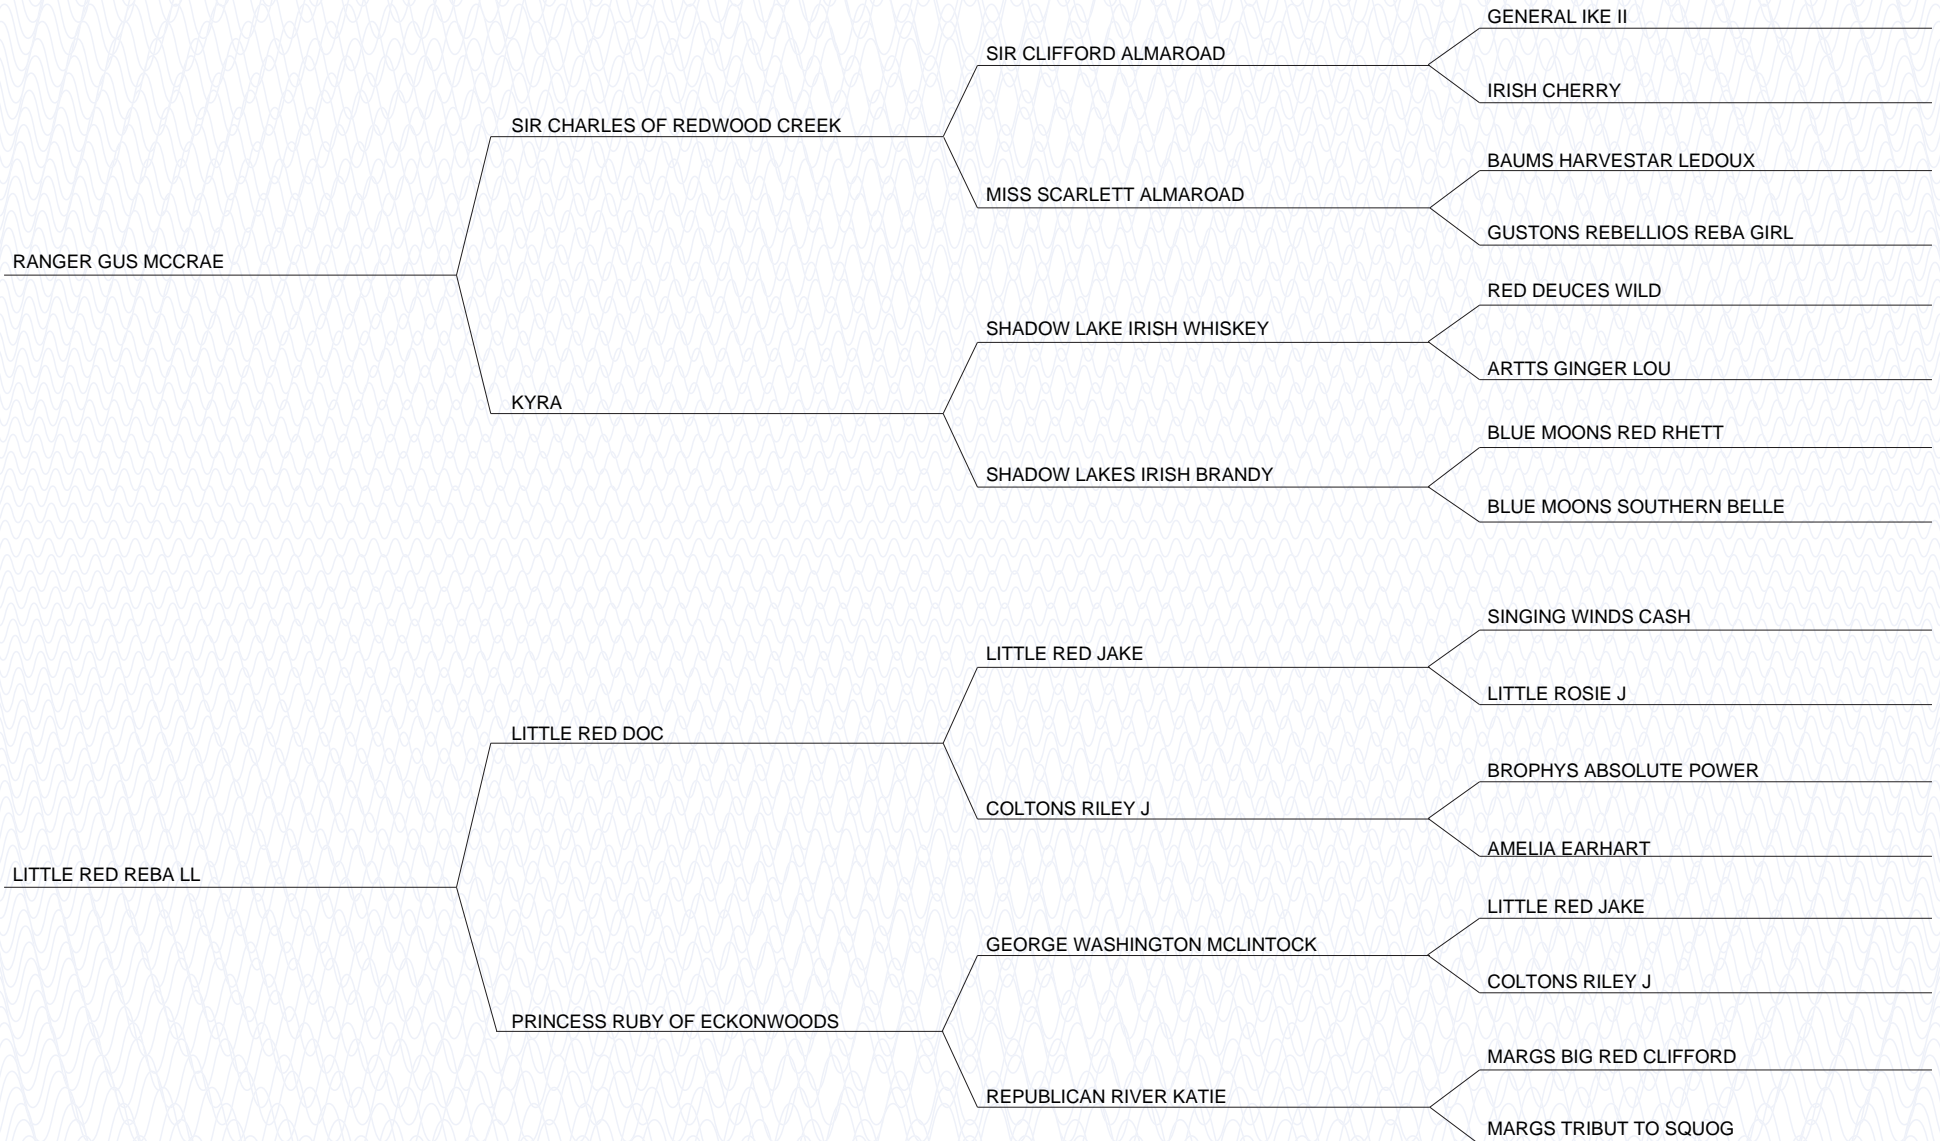 GENERAL IKE II
SIR CLIFFORD ALMAROAD
IRISH CHERRY
SIR CHARLES OF REDWOOD CREEK
BAUMS HARVESTAR LEDOUX
MISS SCARLETT ALMAROAD
GUSTONS REBELLIOS REBA GIRL
RANGER GUS MCCRAE
RED DEUCES WILD
SHADOW LAKE IRISH WHISKEY
ARTTS GINGER LOU
KYRA
BLUE MOONS RED RHETT
SHADOW LAKES IRISH BRANDY
BLUE MOONS SOUTHERN BELLE
SINGING WINDS CASH
LITTLE RED JAKE
LITTLE ROSIE J
LITTLE RED DOC
BROPHYS ABSOLUTE POWER
COLTONS RILEY J
AMELIA EARHART
LITTLE RED REBA LL
LITTLE RED JAKE
GEORGE WASHINGTON MCLINTOCK
COLTONS RILEY J
PRINCESS RUBY OF ECKONWOODS
MARGS BIG RED CLIFFORD
REPUBLICAN RIVER KATIE
MARGS TRIBUT TO SQUOG